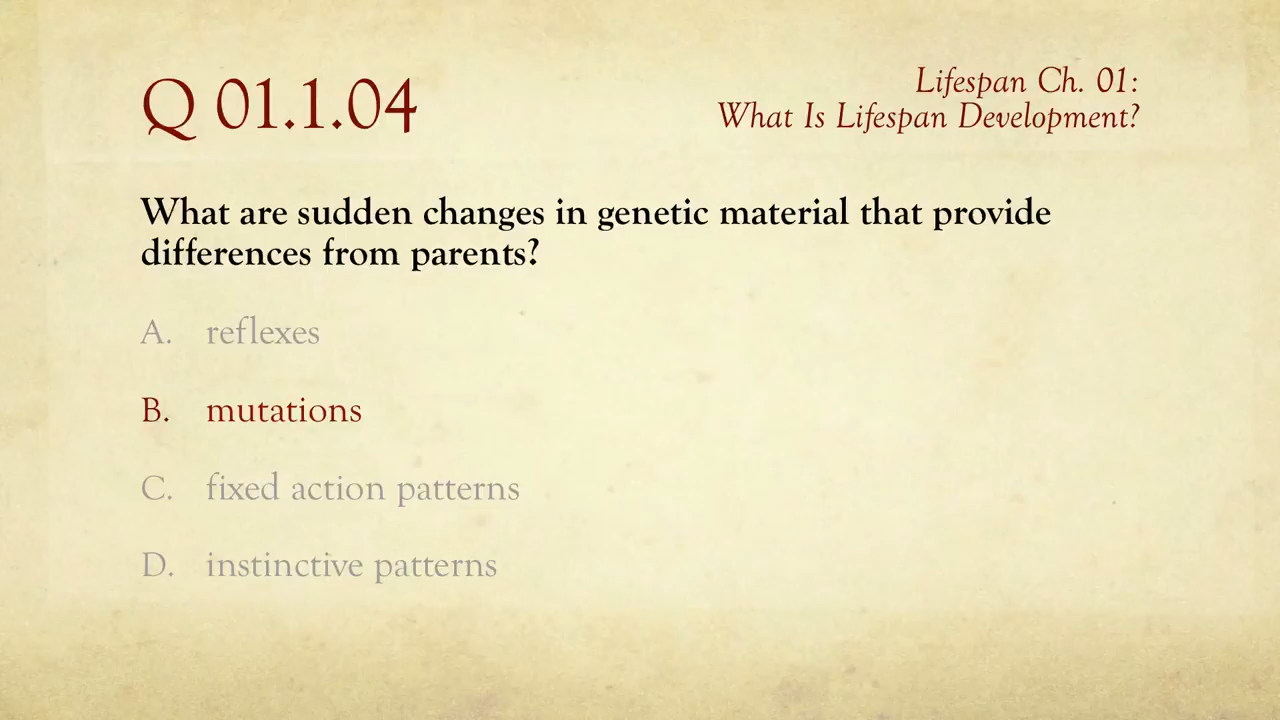 Q 01.1.04
Lifespan Ch. 01:
What Is Lifespan Development?
What are sudden changes in genetic material that provide
differences from parents?
A. reflexes
B. mutations
C. fixed action patterns
D. instinctive patterns